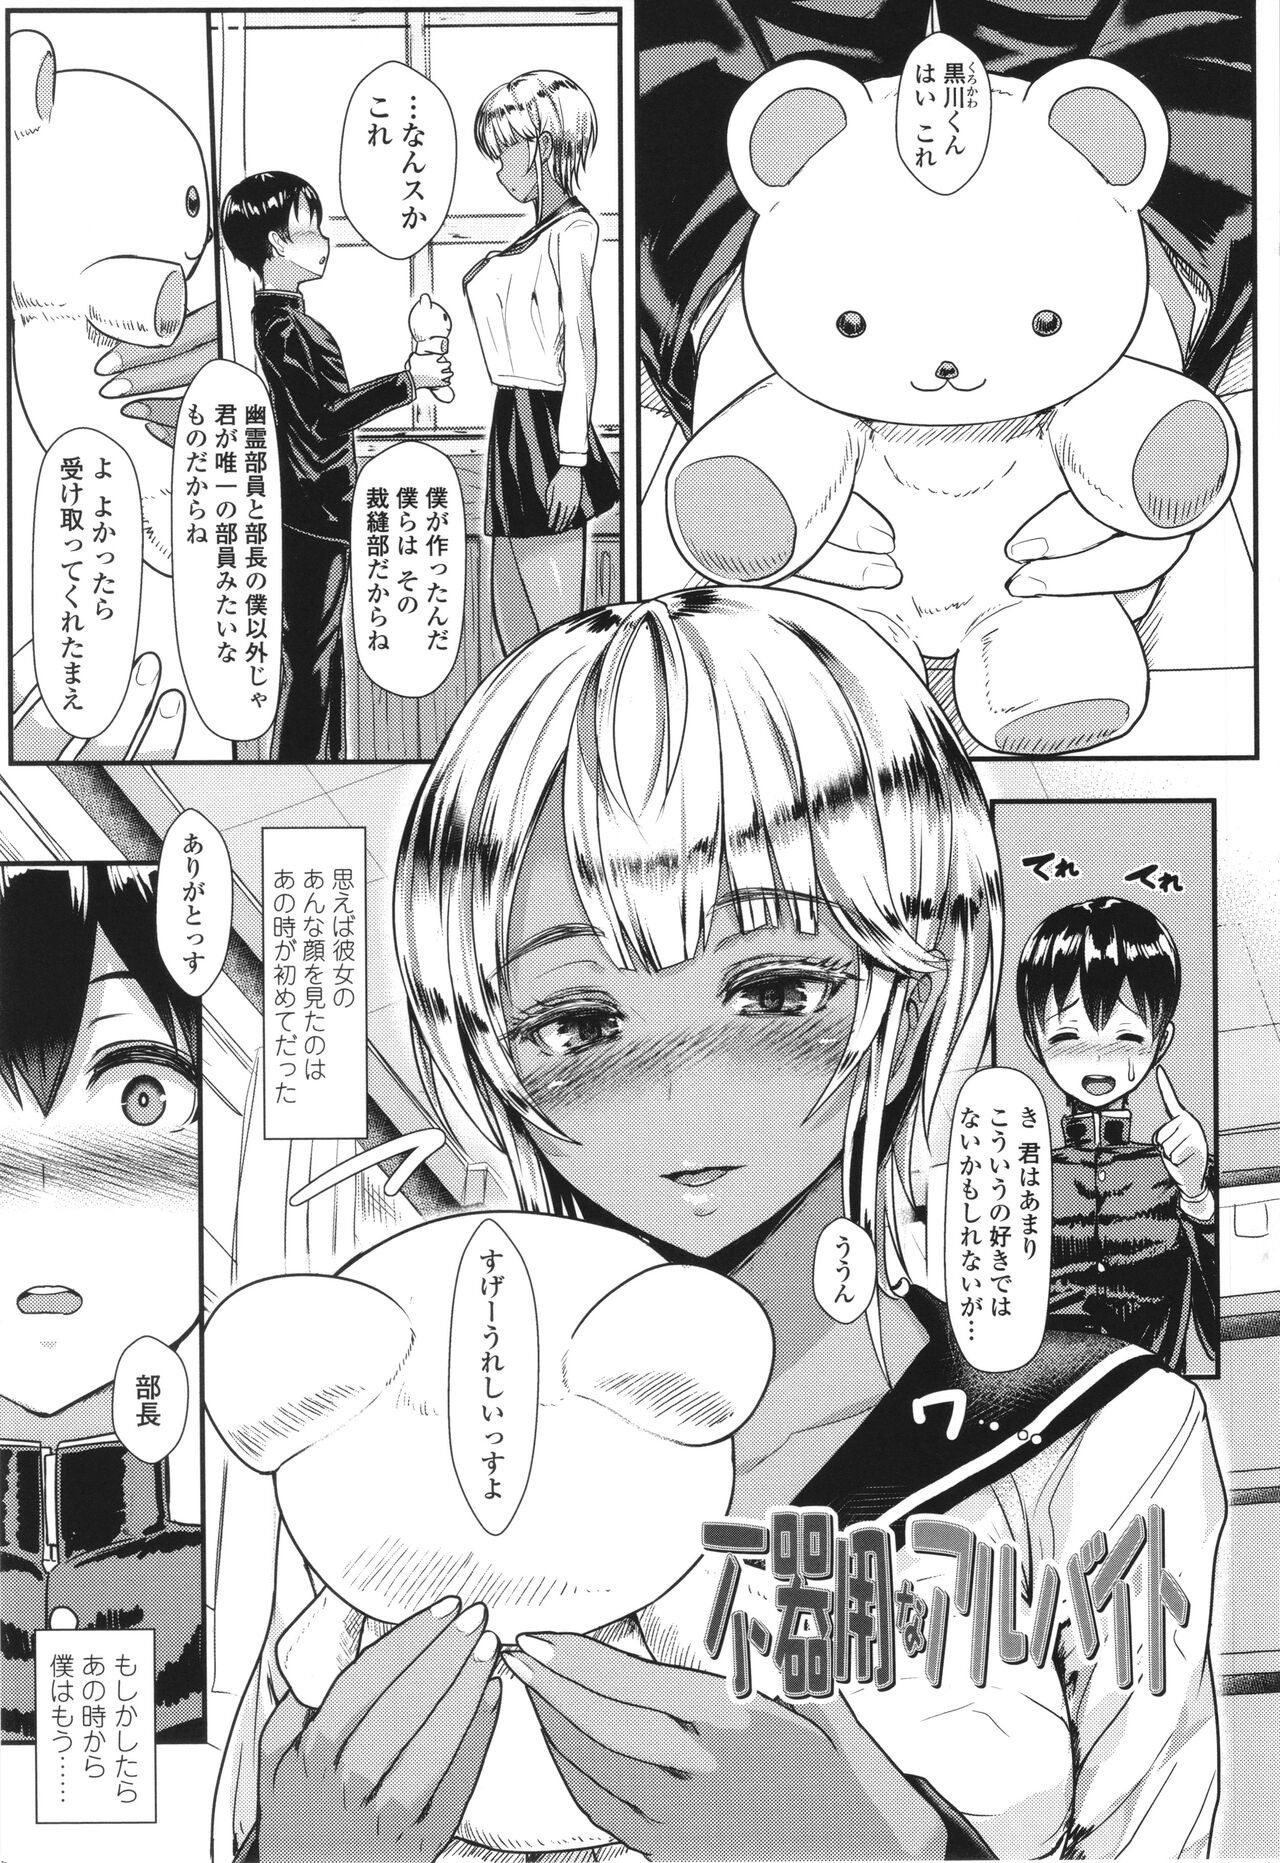 黒川くん
くろかわ
はい これ
…なんスか
これ
僕が作ったんだ
僕らは その
裁縫部だからね
幽霊部員と部長の僕以外じゃ
君が唯一の部員みたいな
ものだからね
よ よかったら
受け取ってくれたまえ
てれ
てれ
き 君はあまり
こういうの好きでは
ないかもしれないが…
ううん
すげーうれしいっすよ
ワ…
思えば彼女の
あんな顔を見たのは
あの時が初めてだった
ありがとっす
部長
もしかしたら
あの時から
僕はもう……
不器用なアルバイト